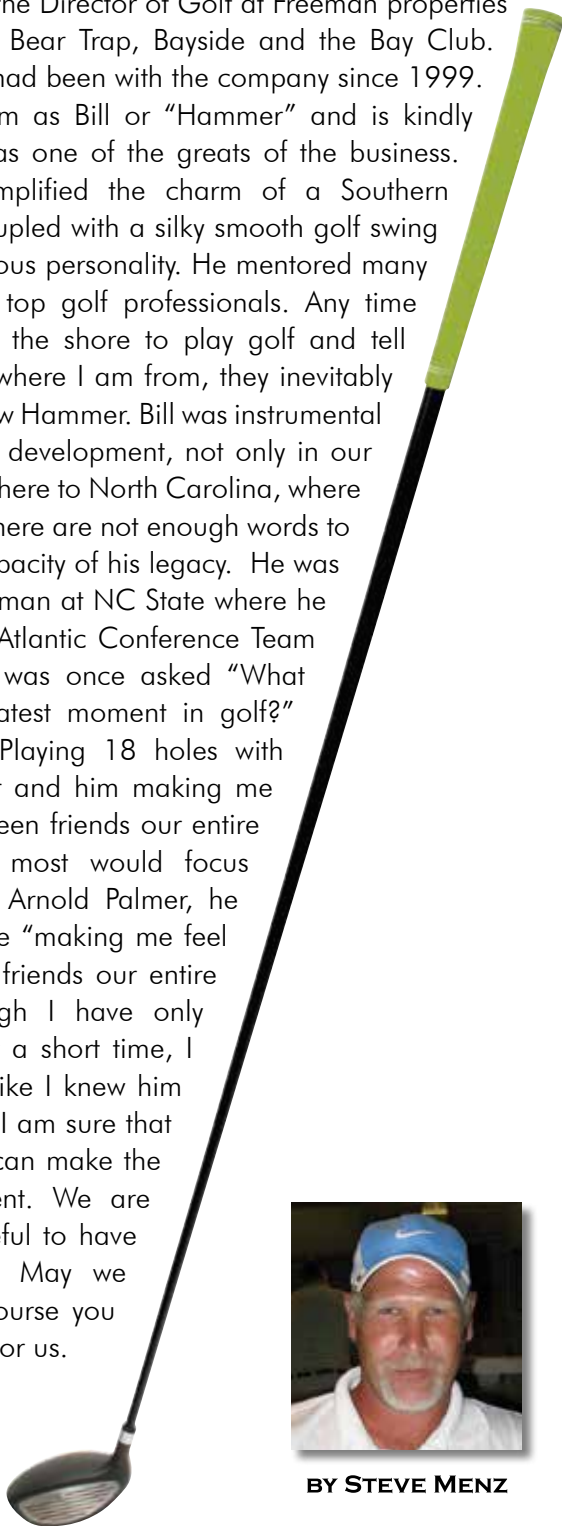 the Director of Golf at Freeman properties
Bear Trap, Bayside and the Bay Club.
had been with the company since 1999.
m as Bill or “Hammer” and is kindly
as one of the greats of the business.
mplified the charm of a Southern
upled with a silky smooth golf swing
ous personality. He mentored many
top golf professionals. Any time
the shore to play golf and tell
where I am from, they inevitably
w Hammer. Bill was instrumental
development, not only in our
here to North Carolina, where
here are not enough words to
pacity of his legacy. He was
man at NC State where he
Atlantic Conference Team
was once asked “What
atest moment in golf?”
Playing 18 holes with
r and him making me
een friends our entire
most would focus
Arnold Palmer, he
e “making me feel
friends our entire
gh I have only
a short time, I
ike I knew him
I am sure that
can make the
ent. We are
eful to have
May we
ourse you
or us.
BY STEVE MENZ